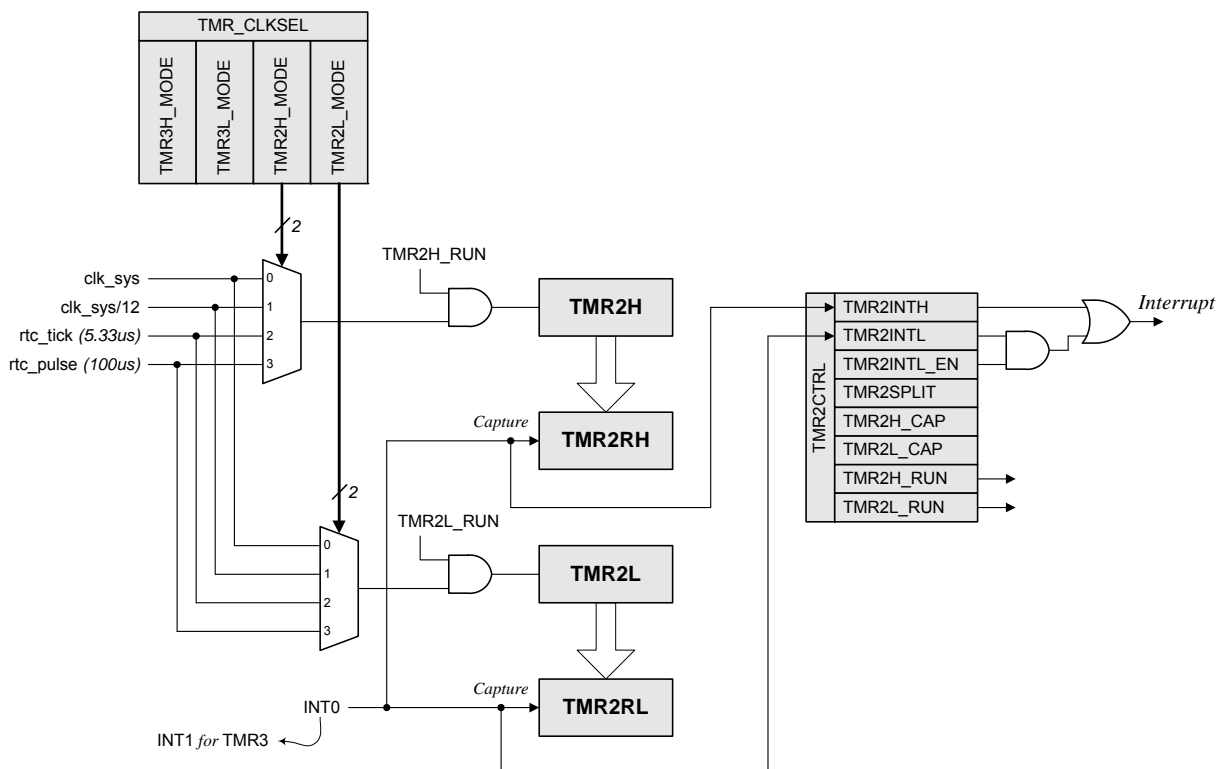 TMR_CLKSEL
TMR3H_MODE
TMR3L_MODE
TMR2H_MODE
TMR2L_MODE
2
clk_sys
clk_sys/12
rtc_tick (5.33us)
rtc_pulse (100us)
0
1
2
3
TMR2H_RUN
TMR2H
Capture
TMR2RH
2
0
1
2
3
TMR2L_RUN
TMR2L
Capture
TMR2RL
INT0
INT1 for TMR3
TMR2CTRL
TMR2INTH
TMR2INTL
TMR2INTL_EN
TMR2SPLIT
TMR2H_CAP
TMR2L_CAP
TMR2H_RUN
TMR2L_RUN
Interrupt